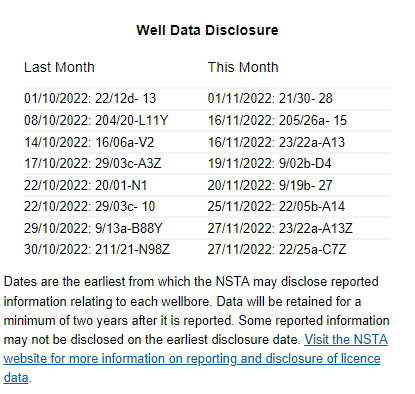 Well Data Disclosure
Last Month This Month
01/10/2022: 22/12d- 13 01/11/2022: 21/30- 28
08/10/2022: 204/20-L11Y 16/11/2022: 205/26a- 15
14/10/2022: 16/06a-V2 16/11/2022: 23/22a-A13
17/10/2022: 29/03c-A3Z 19/11/2022: 9/02b-D4
22/10/2022: 20/01-N1 20/11/2022: 9/19b- 27
22/10/2022: 29/03c- 10 25/11/2022: 22/05b-A14
29/10/2022: 9/13a-B88Y 27/11/2022: 23/22a-A13Z
30/10/2022: 211/21-N98Z 27/11/2022: 22/25a-C7Z
Dates are the earliest from which the NSTA may disclose reported
information relating to each wellbore. Data will be retained for a
minimum of two years after it is reported. Some reported information
may not be disclosed on the earliest disclosure date. Visit the NSTA
website for more information on reporting and disclosure of licence
data.